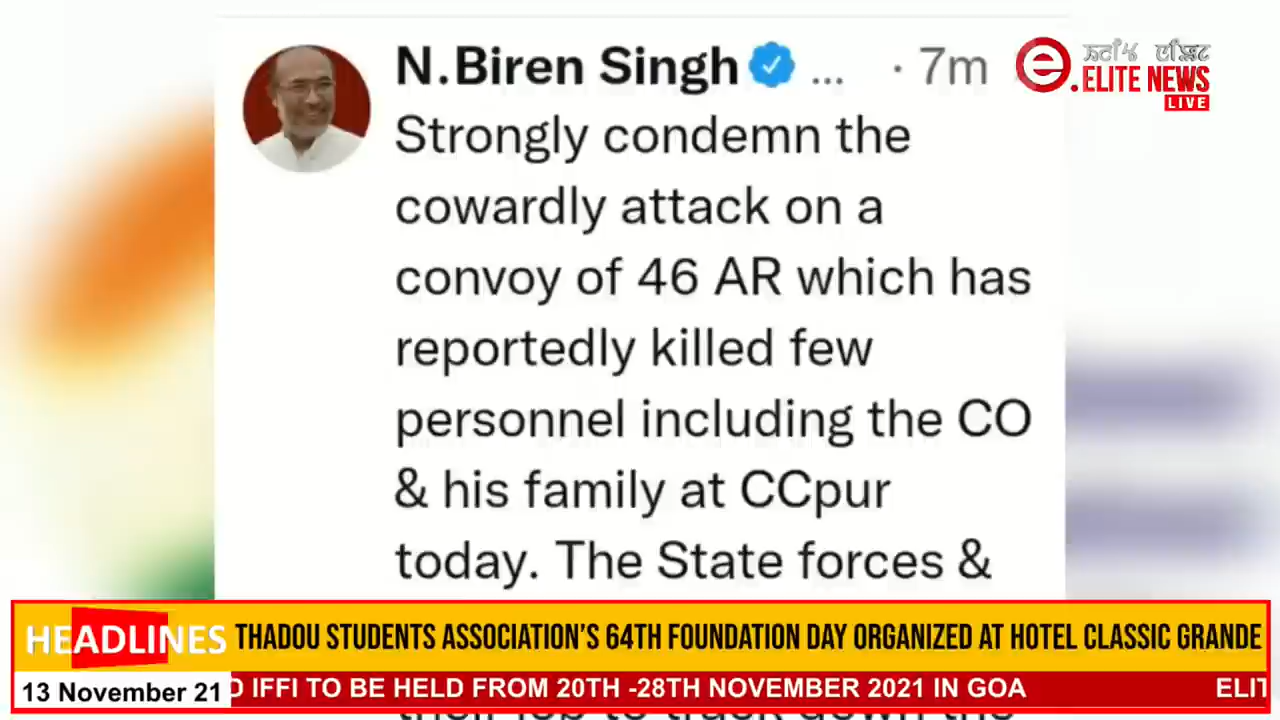 N.Biren Singh ... · 7m
Strongly condemn the
cowardly attack on a
convoy of 46 AR which has
reportedly killed few
personnel including the CO
& his family at CCpur
today. The State forces &
e.
ELITE NEWS
LIVE
HEADLINES
THADOU STUDENTS ASSOCIATION'S 64TH FOUNDATION DAY ORGANIZED AT HOTEL CLASSIC GRANDE
13 November 21
IFFI TO BE HELD FROM 20TH -28TH NOVEMBER 2021 IN GOA